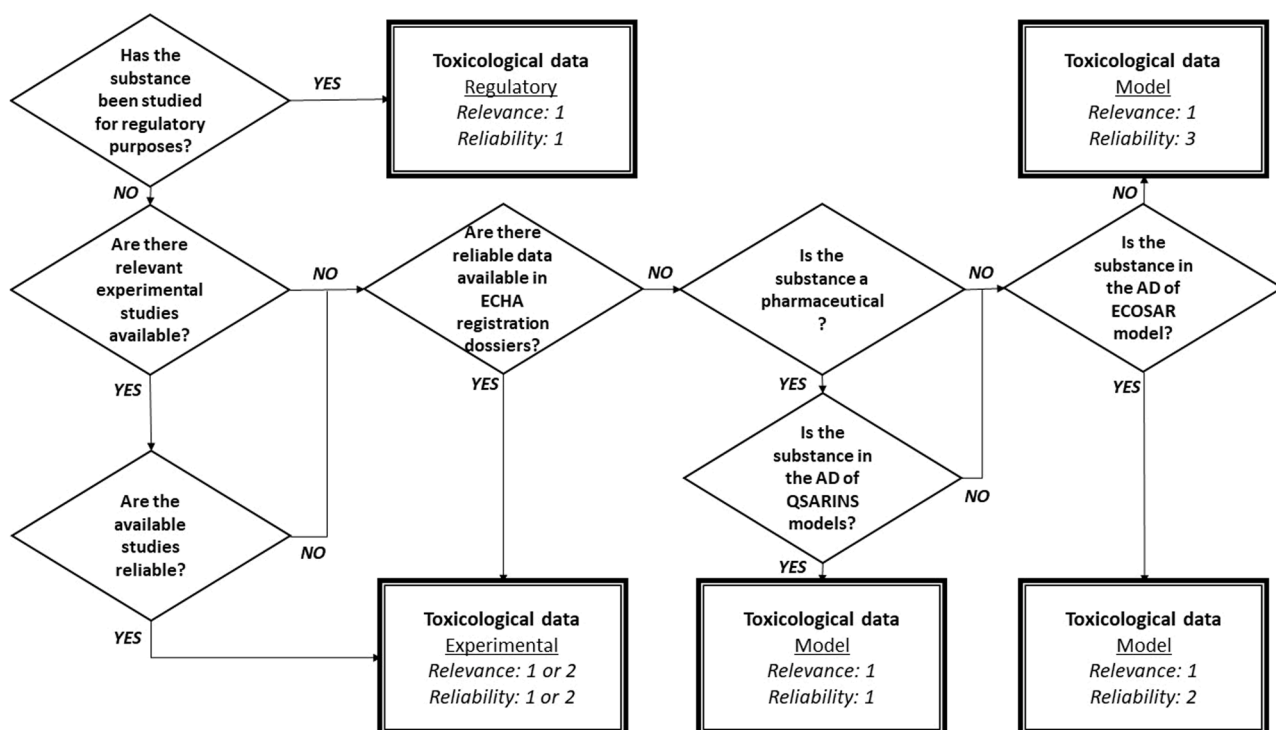 Has the
substance
been studied
for regulatory
purposes?
YES
Toxicological data
Regulatory
Relevance: 1
Reliability: 1
Toxicological data
Model
Relevance: 1
Reliability: 3
NO
NO
Are there
relevant
experimental
studies
available?
NO
Are there
reliable data
available in
ECHA
registration
dossiers?
NO
Is the
substance a
pharmaceutical
?
NO
Is the
substance in
the AD of
ECOSAR
model?
YES
YES
YES
YES
Are the
available
studies
reliable?
NO
Is the
substance in
the AD of
QSARINS
models?
NO
YES
YES
Toxicological data
Experimental
Relevance: 1 or 2
Reliability: 1 or 2
Toxicological data
Model
Relevance: 1
Reliability: 1
Toxicological data
Model
Relevance: 1
Reliability: 2